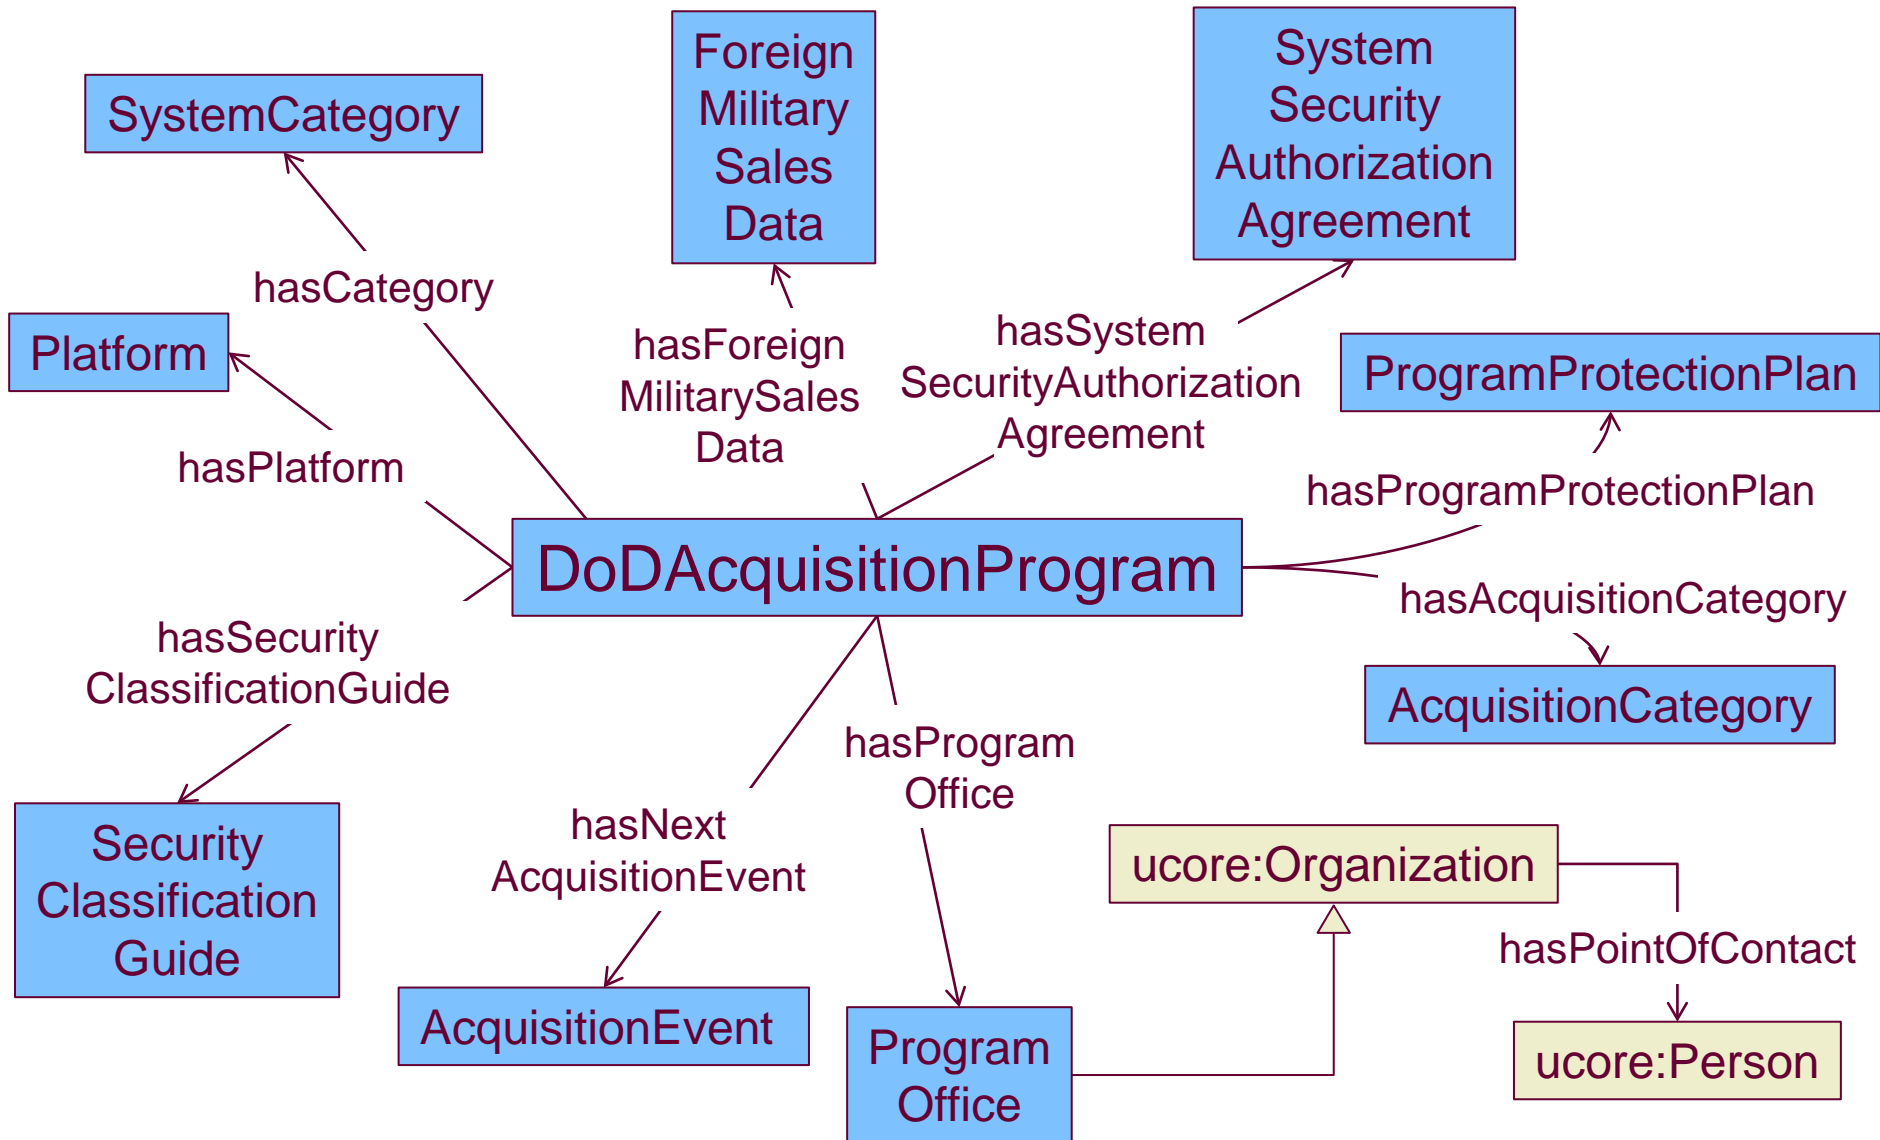 Foreign
Military
Sales
Data
System
Security
Authorization
Agreement
SystemCategory
hasCategory
Platform
hasForeign
MilitarySales
Data
hasSystem
SecurityAuthorization
Agreement
ProgramProtectionPlan
hasPlatform
hasProgramProtectionPlan
DoDAcquisitionProgram
hasAcquisitionCategory
hasSecurity
ClassificationGuide
AcquisitionCategory
hasProgram
Office
hasNext
AcquisitionEvent
Security
Classification
Guide
ucore:Organization
hasPointOfContact
AcquisitionEvent
Program
Office
ucore:Person